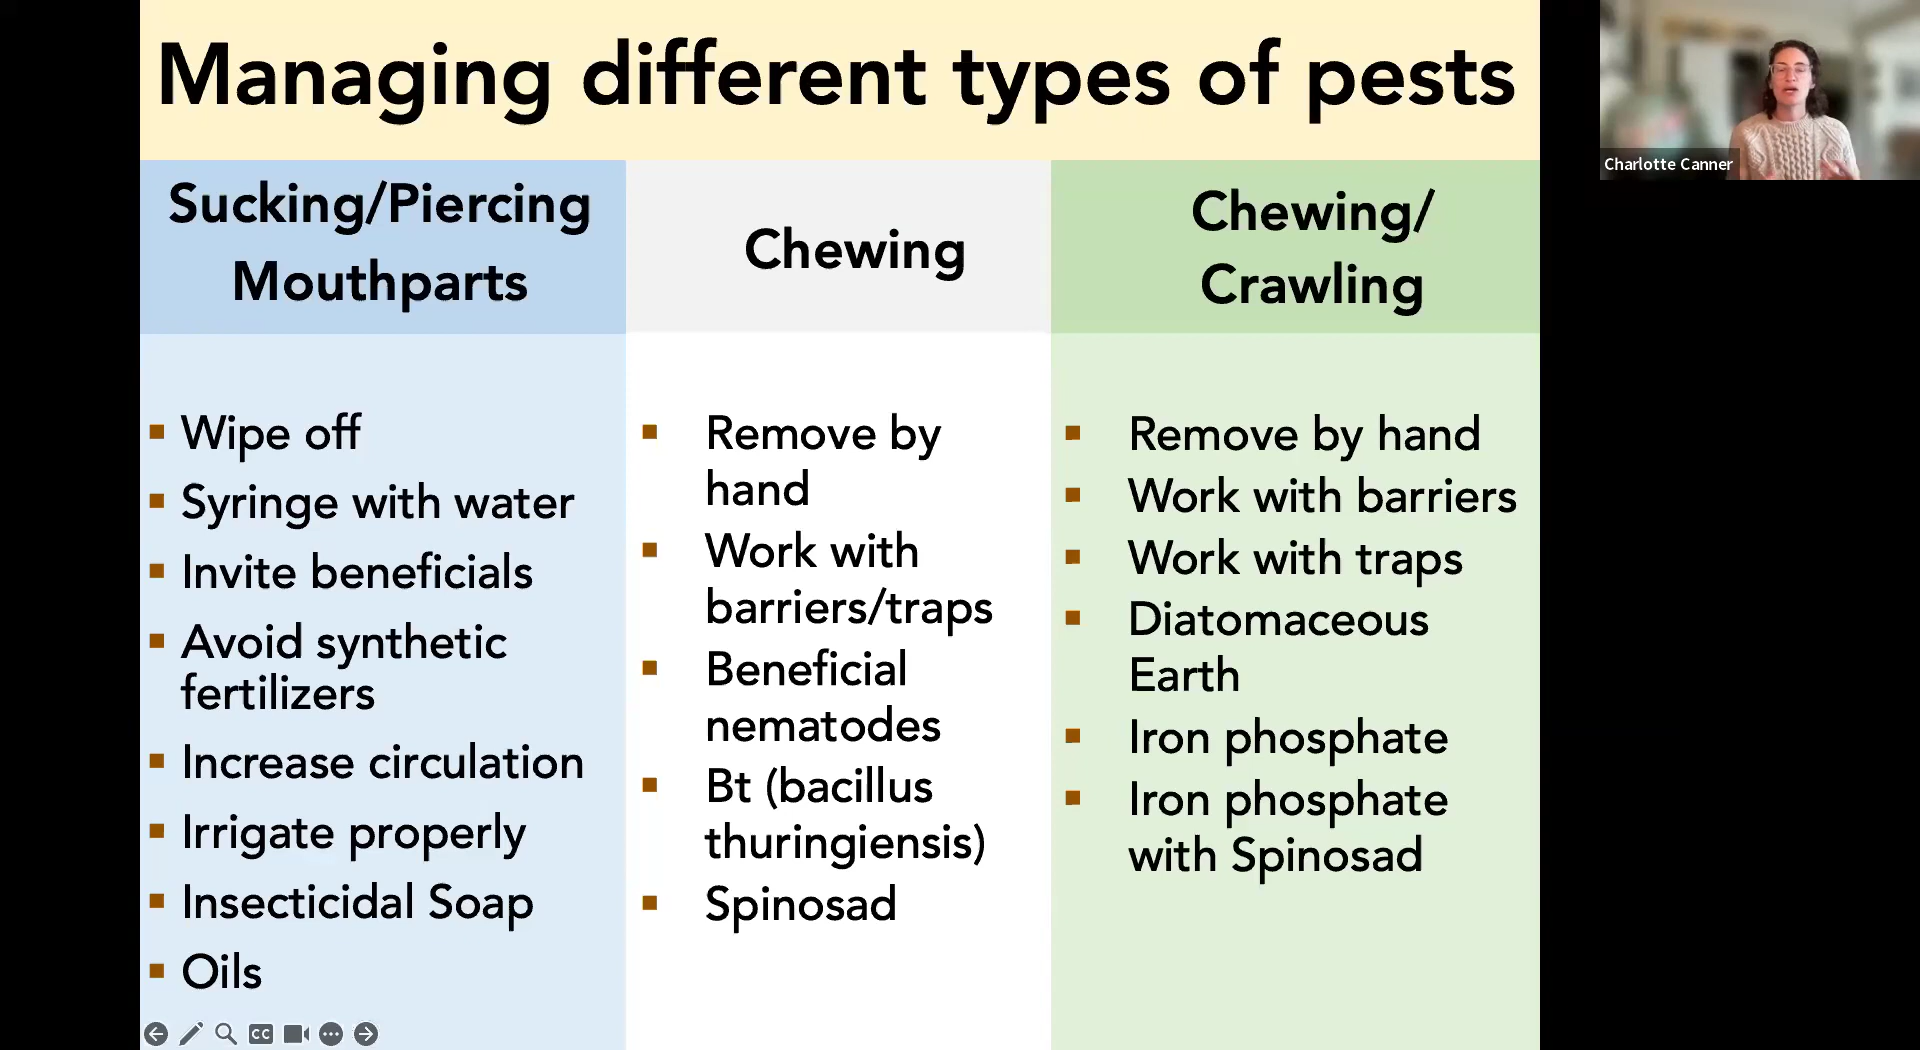 Managing different types of pests
Sucking/Piercing
Mouthparts
Wipe off
Syringe with water
Invite beneficials
Avoid synthetic
fertilizers
Increase circulation
Irrigate properly
Insecticidal Soap
Oils
Chewing
Remove by
hand
Work with
barriers/traps
Beneficial
nematodes
Bt (bacillus
thuringiensis)
Spinosad
Chewing/
Crawling
Remove by hand
Work with barriers
Work with traps
Diatomaceous
Earth
Iron phosphate
Iron phosphate
with Spinosad
CC
Charlotte Canner